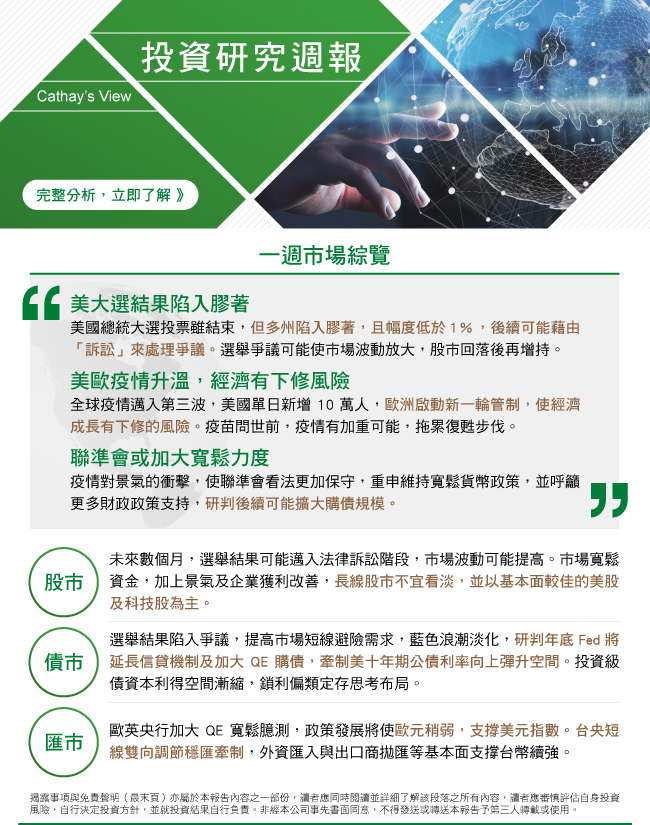 投資研究週報
Cathay's View
完整分析，立即了解 》
一週市場綜覽
美大選結果陷入膠著
美國總統大選投票雖結束，但多州陷入膠著，且幅度低於 1%，後續可能藉由
「訴訟」來處理爭議。選舉爭議可能使市場波動放大，股市回落後再增持。
美歐疫情升溫，經濟有下修風險
全球疫情邁入第三波，美國單日新增 10 萬人，歐洲啟動新一輪管制，使經濟
成長有下修的風險。疫苗問世前，疫情有加重可能，拖累復甦步伐。
聯準會或加大寬鬆力度
疫情對景氣的衝擊，使聯準會看法更加保守，重申維持寬鬆貨幣政策，並呼籲
更多財政政策支持，研判後續可能擴大購債規模。
股市
未來數個月，選舉結果可能邁入法律訴訟階段，市場波動可能提高。市場寬鬆
資金，加上景氣及企業獲利改善，長線股市不宜看淡，並以基本面較佳的美股
及科技股為主。
債市
選舉結果陷入爭議，提高市場短線避險需求，藍色浪潮淡化，研判年底 Fed 將
延長信貸機制及加大 QE 購債，牽制美十年期公債利率向上彈升空間。投資級
債資本利得空間漸縮，鎖利偏類定存思考布局。
匯市
歐英央行加大 QE 寬鬆臆測，政策發展將使歐元稍弱，支撐美元指數。台央短
線雙向調節穩匯牽制，外資匯入與出口商拋匯等基本面支撐台幣續強。
揭露事項與免責聲明（最末頁）亦屬於本報告內容之一部份，讀者應同時閱讀並詳細了解該段落之所有內容，讀者應審慎評估自身投資
風險，自行決定投資方針，並就投資結果自行負責。非經本公司事先書面同意，不得發送或轉送本報告予第三人轉載或使用。